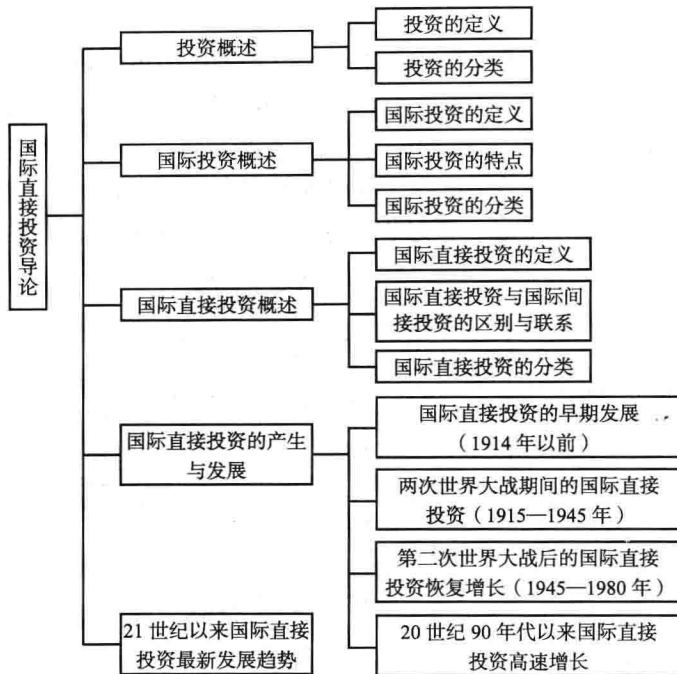 国际直接投资导论
投资概述
投资的定义
投资的分类
国际投资概述
国际投资的定义
国际投资的特点
国际投资的分类
国际直接投资概述
国际直接投资的定义
国际直接投资与国际间
接投资的区别与联系
国际直接投资的分类
国际直接投资的产生
与发展
国际直接投资的早期发展
（1914年以前）
两次世界大战期间的国际直接
投资（1915—1945年）
第二次世界大战后的国际直接
投资恢复增长（1945—1980年）
20世纪90年代以来国际直接
投资高速增长
21世纪以来国际直接
投资最新发展趋势